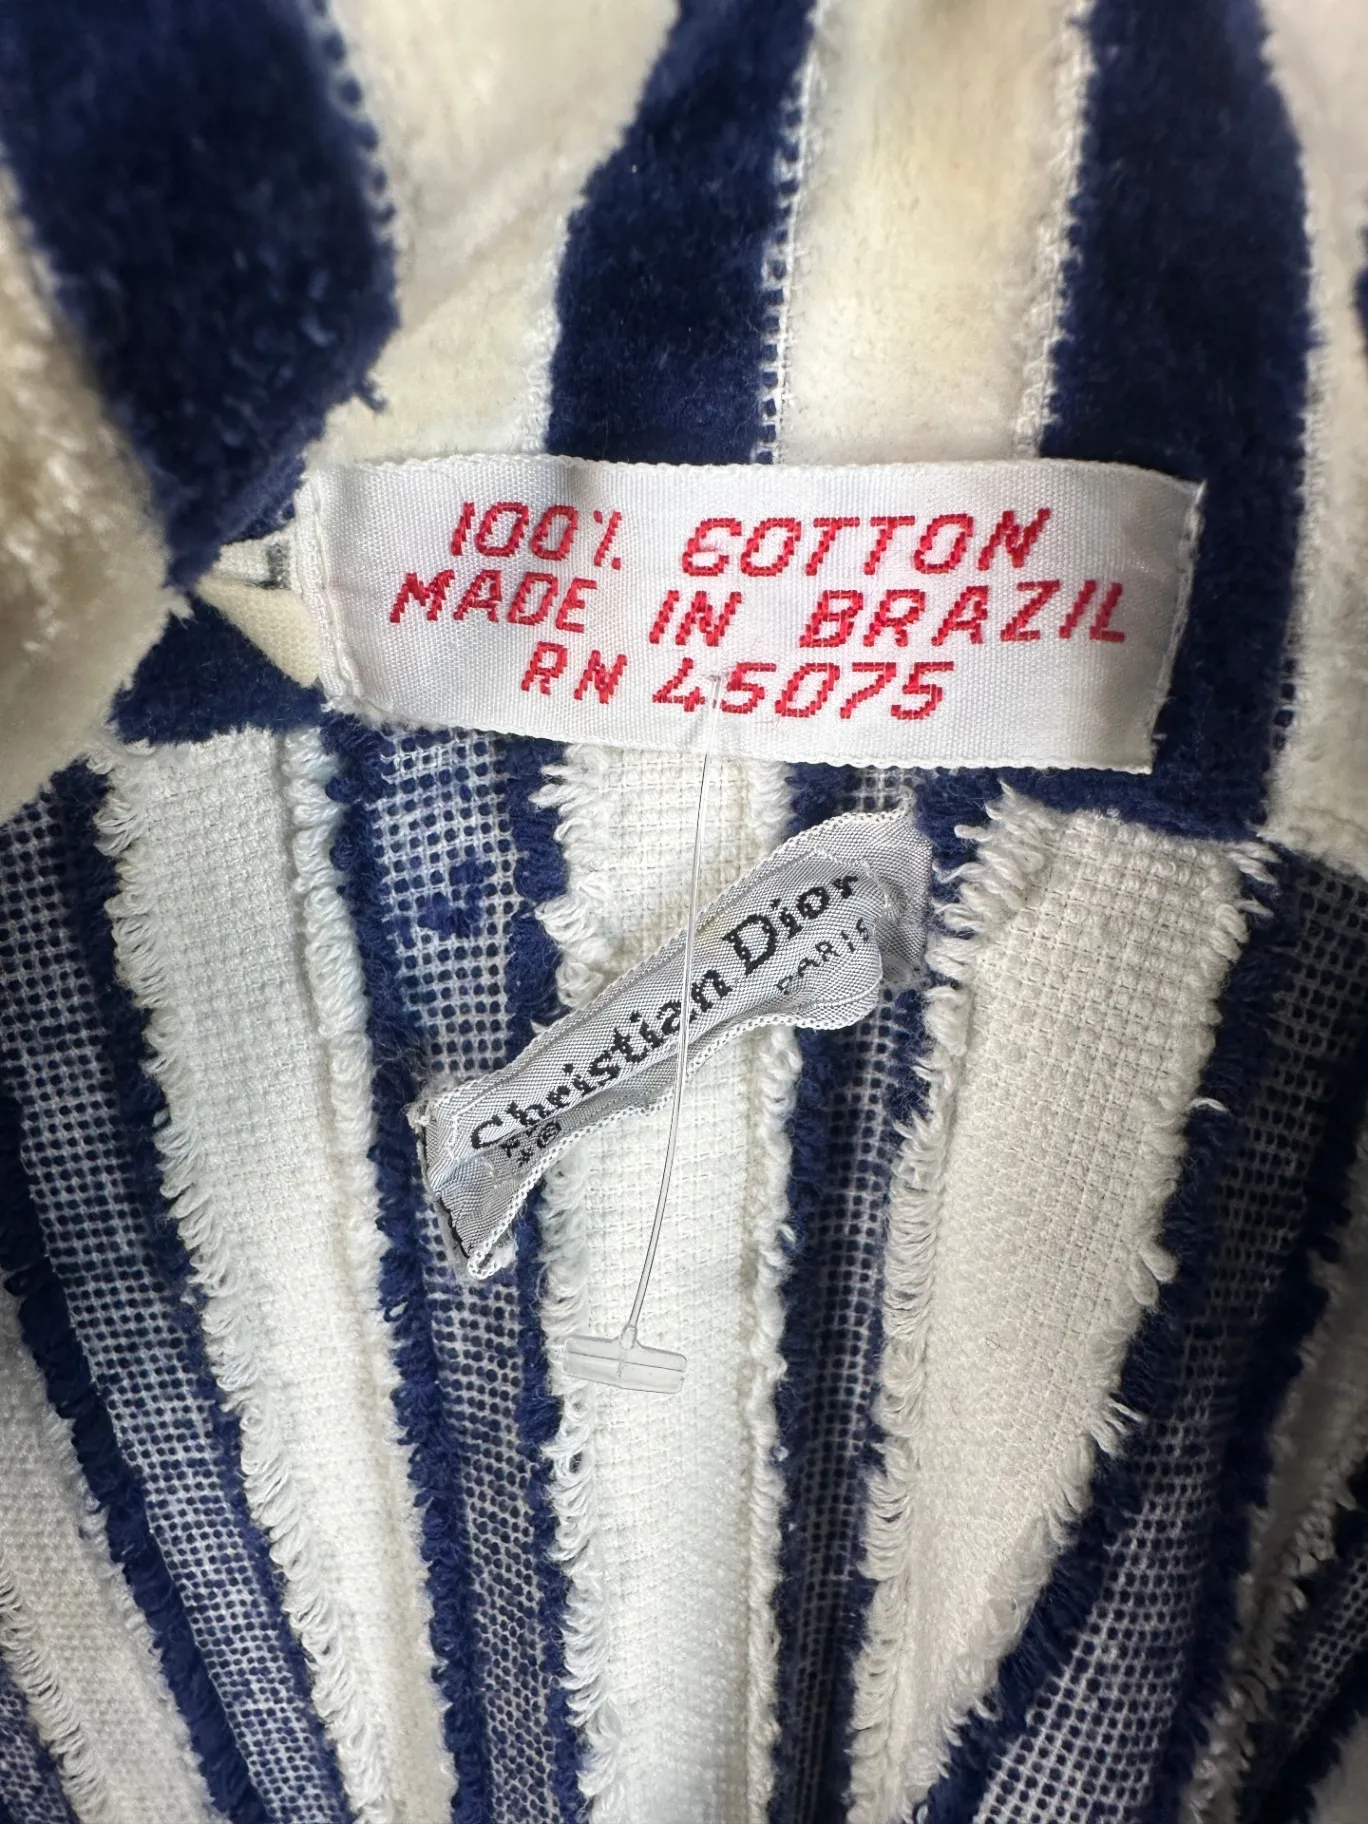 100% COTTON
MADE IN BRAZIL
RN 45075
Christian Dior
PARIS
®